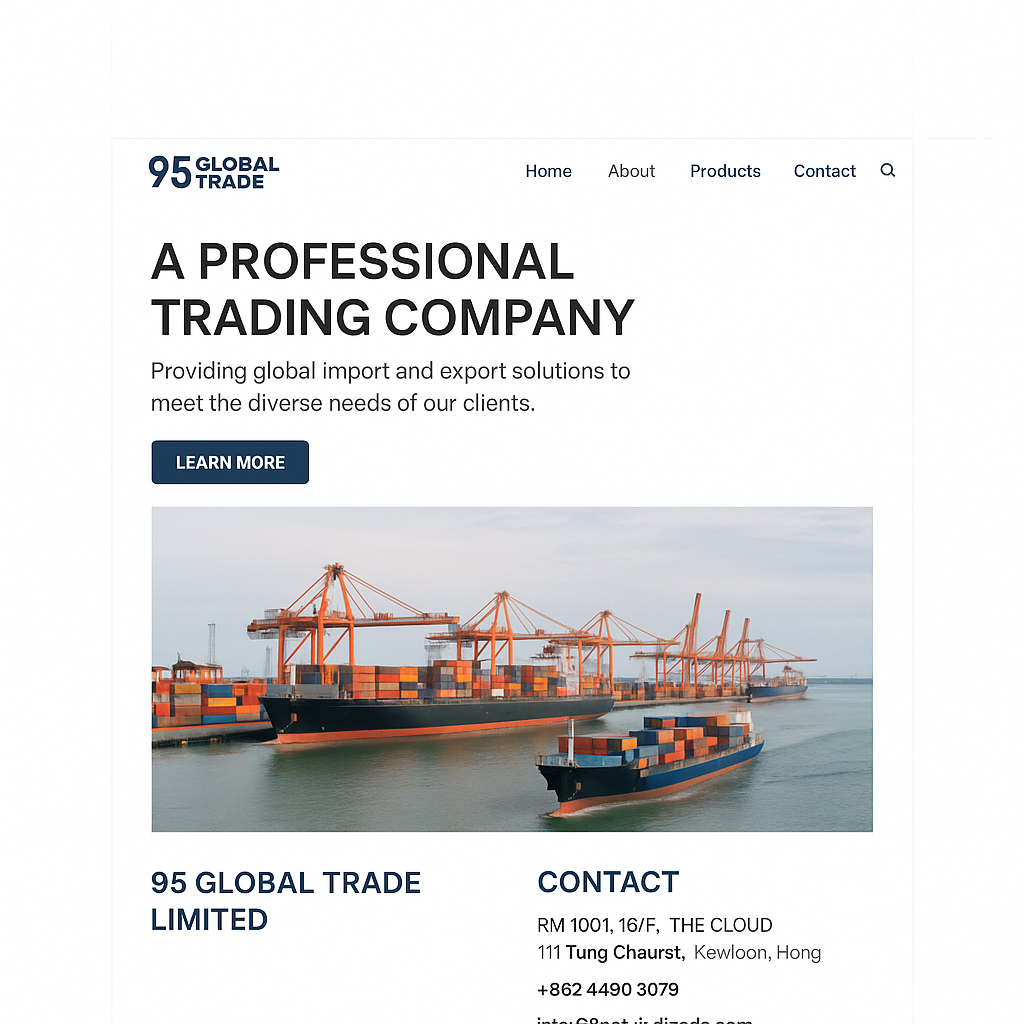 95 GLOBAL
TRADE
Home About Products Contact
A PROFESSIONAL
TRADING COMPANY
Providing global import and export solutions to
meet the diverse needs of our clients.
LEARN MORE
95 GLOBAL TRADE
LIMITED
CONTACT
RM 1001, 16/F, THE CLOUD
111 Tung Chaurst, Kewloon, Hong
+862 4490 3079